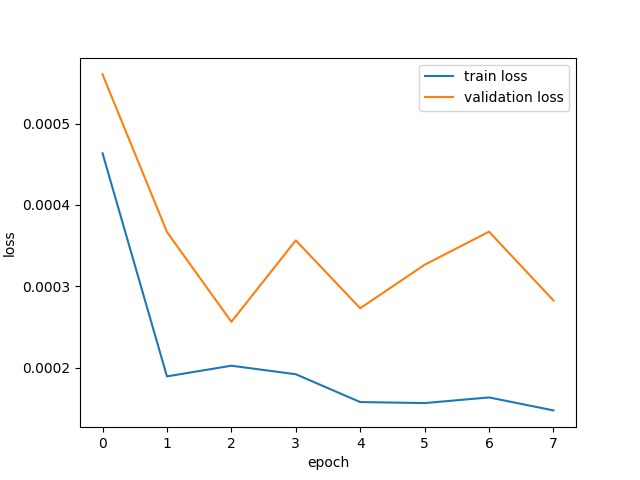 train loss
validation loss
0.0005
0.0004
0.0003
0.0002
loss
0 1 2 3 4 5 6 7
epoch